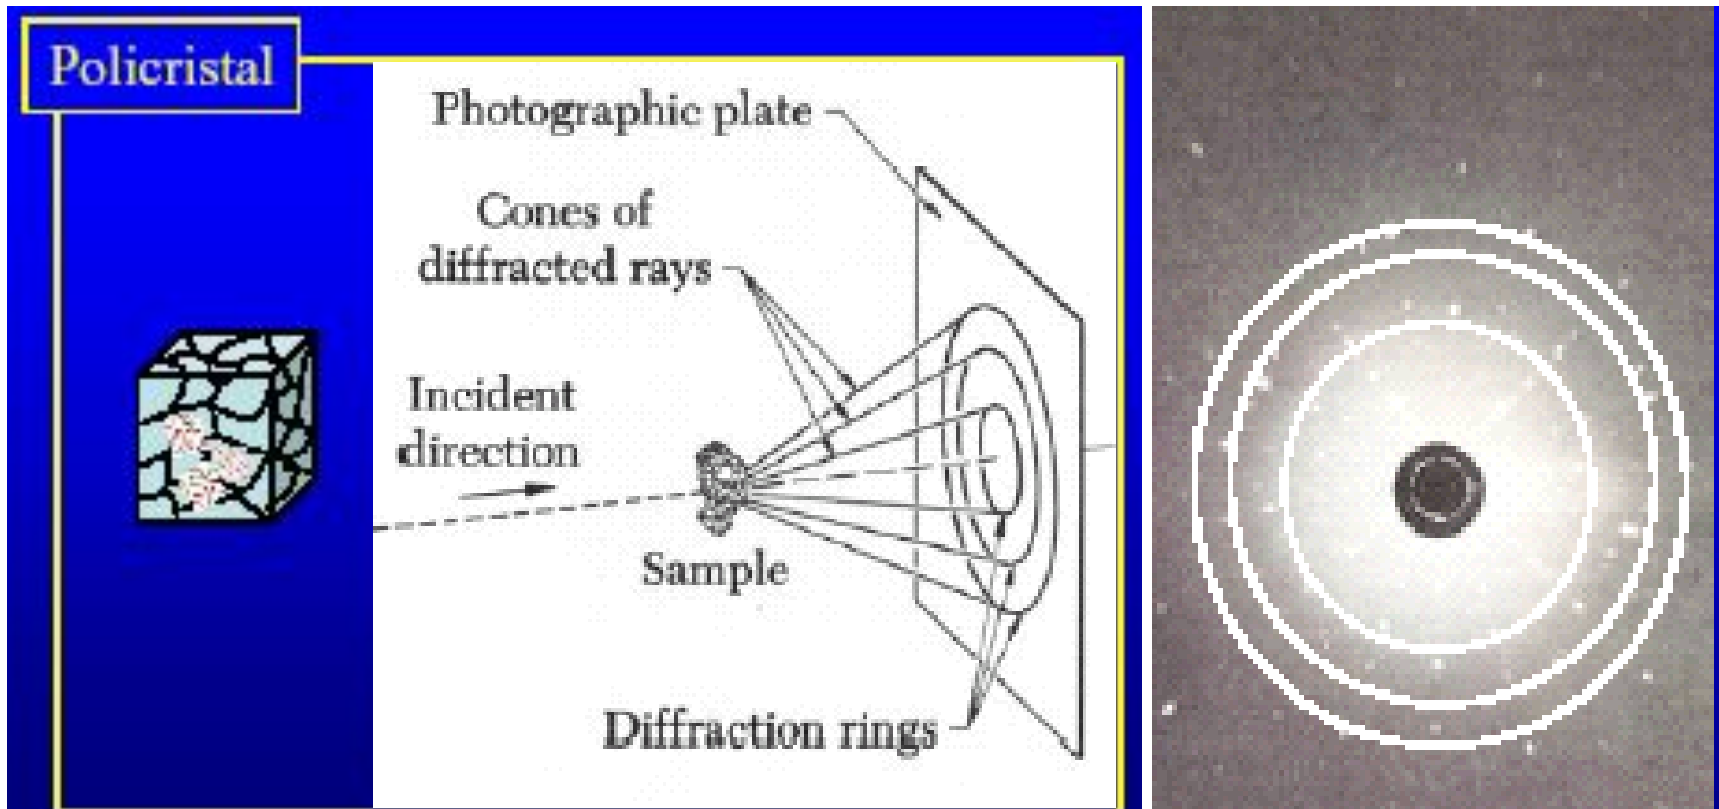 Policristal
Photographic plate
Cones of
diffracted rays
Incident
direction
Sample
Diffraction rings